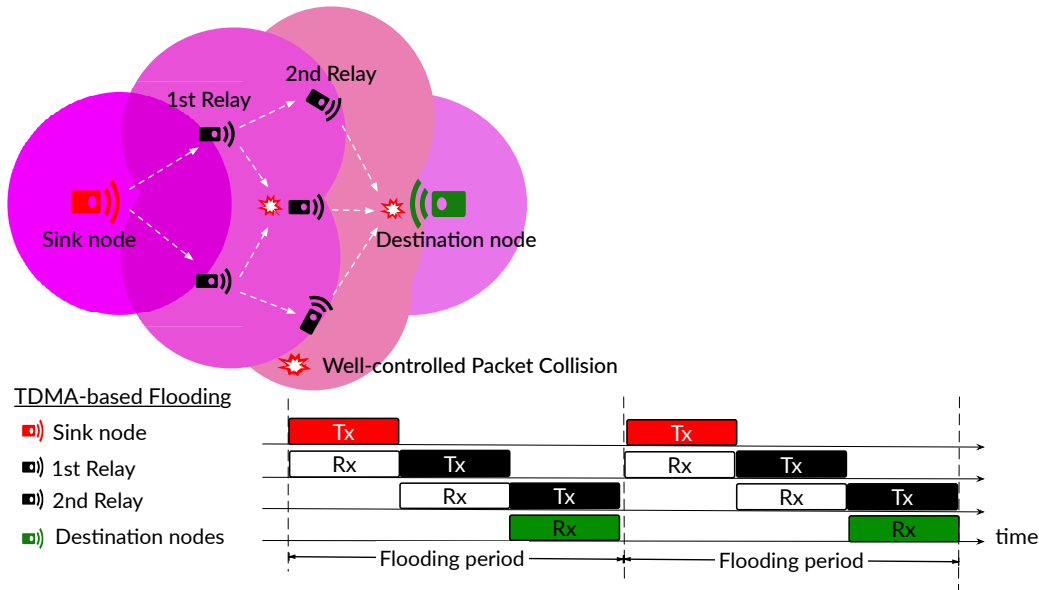 2nd Relay
1st Relay
Sink node
Destination node
Well-controlled Packet Collision
TDMA-based Flooding
Sink node
Tx
Tx
1st Relay
Rx
Tx
Rx
Tx
2nd Relay
Rx
Tx
Rx
Tx
Destination nodes
Rx
Rx
time
Flooding period
Flooding period